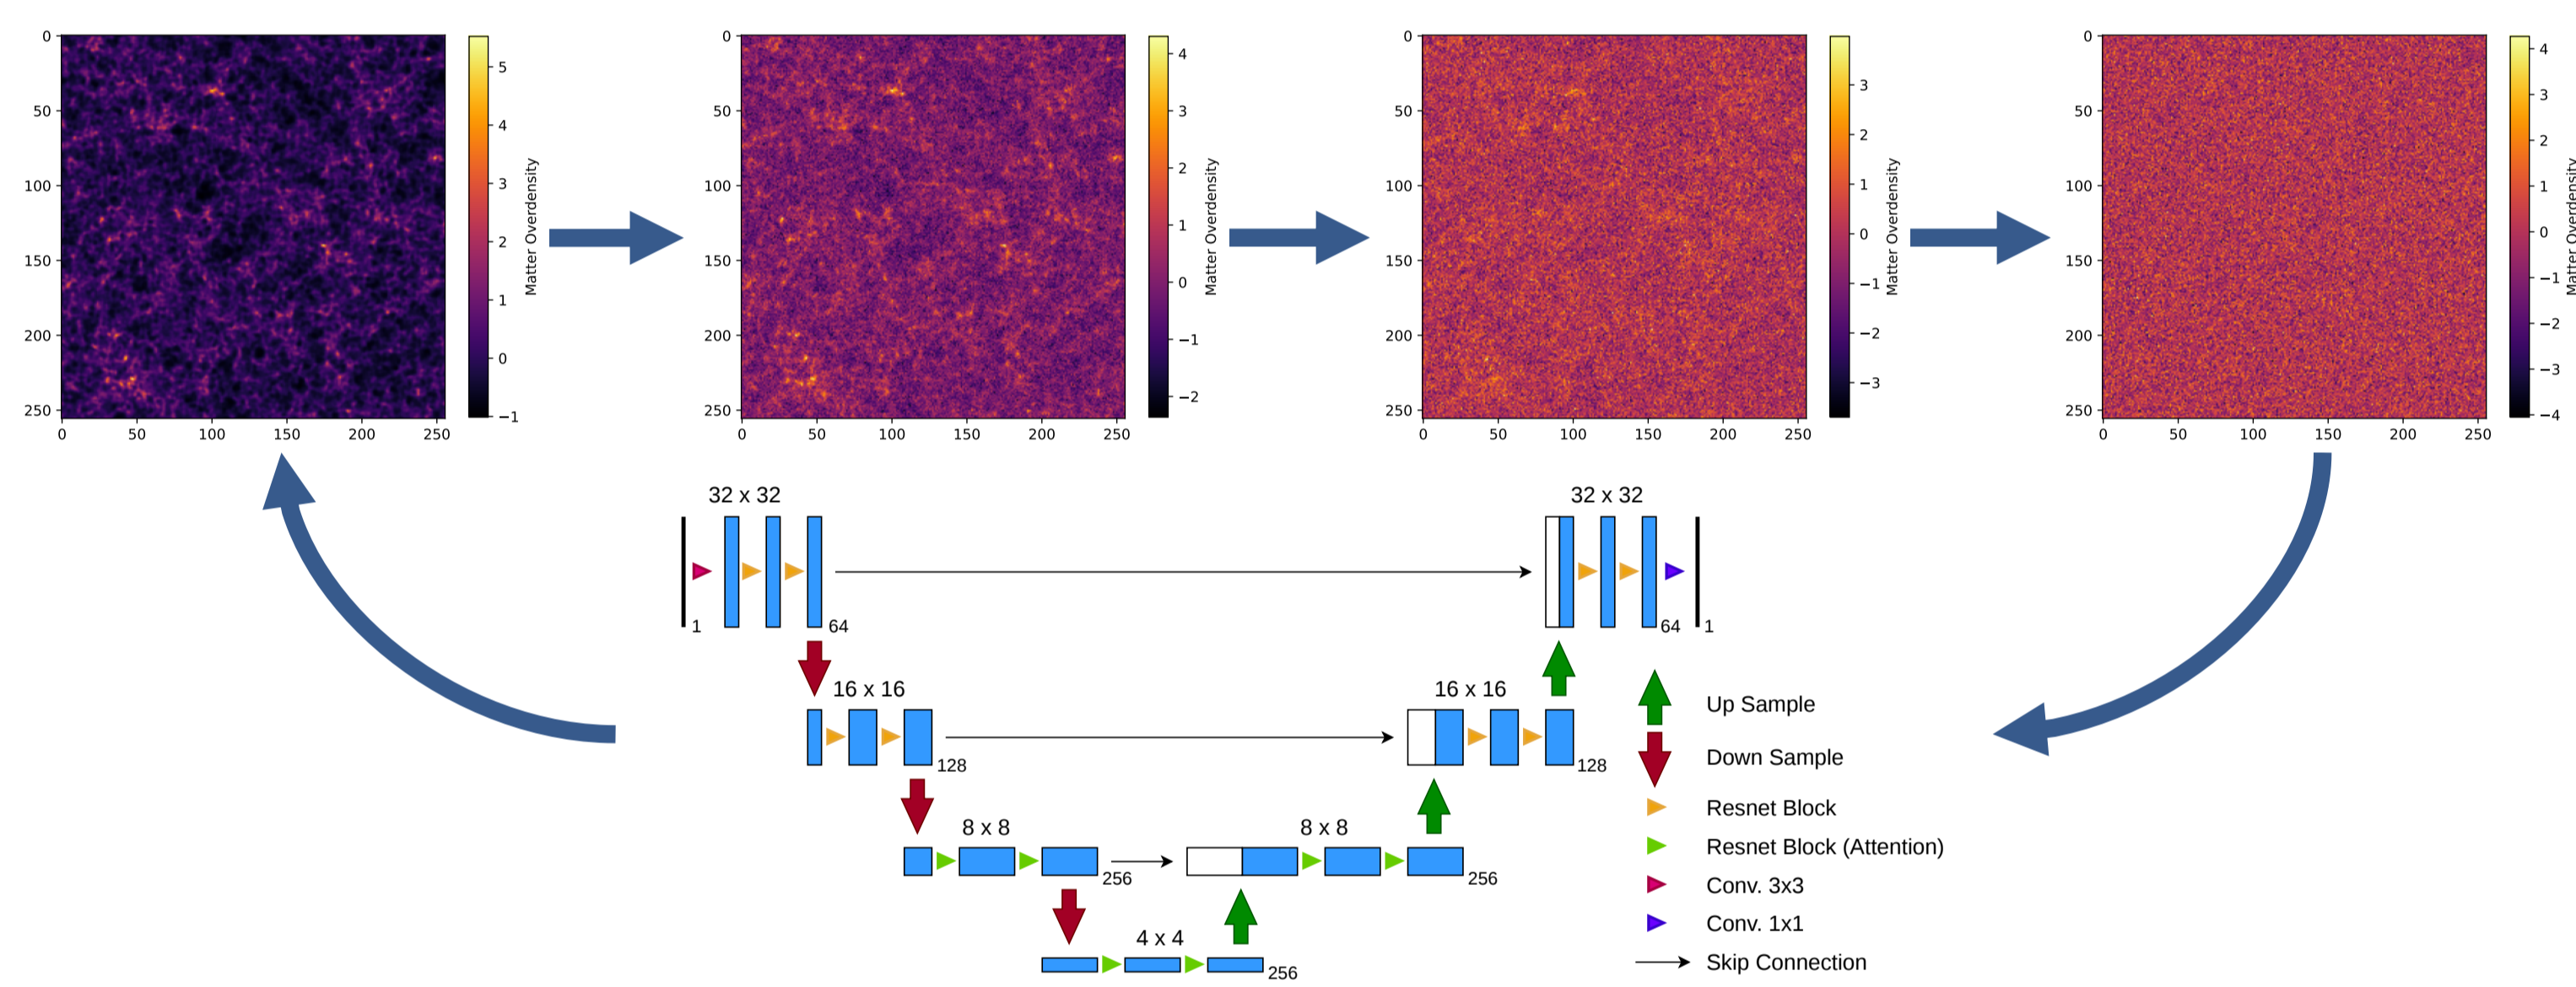 0
50
100
150
200
250
0 50 100 150 200 250
5
4
3
2
1
0
−1
Matter Overdensity
0
50
100
150
200
250
0 50 100 150 200 250
4
3
2
1
0
−1
−2
Matter Overdensity
0
50
100
150
200
250
0 50 100 150 200 250
3
2
1
0
−1
−2
−3
Matter Overdensity
0
50
100
150
200
250
0 50 100 150 200 250
4
3
2
1
0
−1
−2
−3
−4
Matter Overdensity
32 x 32
32 x 32
1
64
64
1
16 x 16
16 x 16
128
128
8 x 8
8 x 8
256
256
4 x 4
256
Up Sample
Down Sample
Resnet Block
Resnet Block (Attention)
Conv. 3x3
Conv. 1x1
Skip Connection